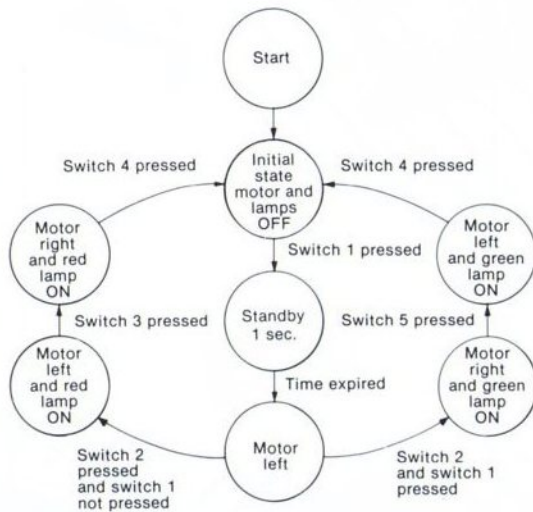 Start
Switch 4 pressed
Initial
state
motor and
lamps
OFF
Switch 4 pressed
Motor
right
and red
lamp
ON
Switch 1 pressed
Motor
left
and green
lamp
ON
Switch 3 pressed
Standby
1 sec.
Switch 5 pressed
Motor
left
and red
lamp
ON
Time expired
Motor
right
and green
lamp
ON
Switch 2
pressed
and switch 1
not pressed
Motor
left
Switch 2
and switch 1
pressed